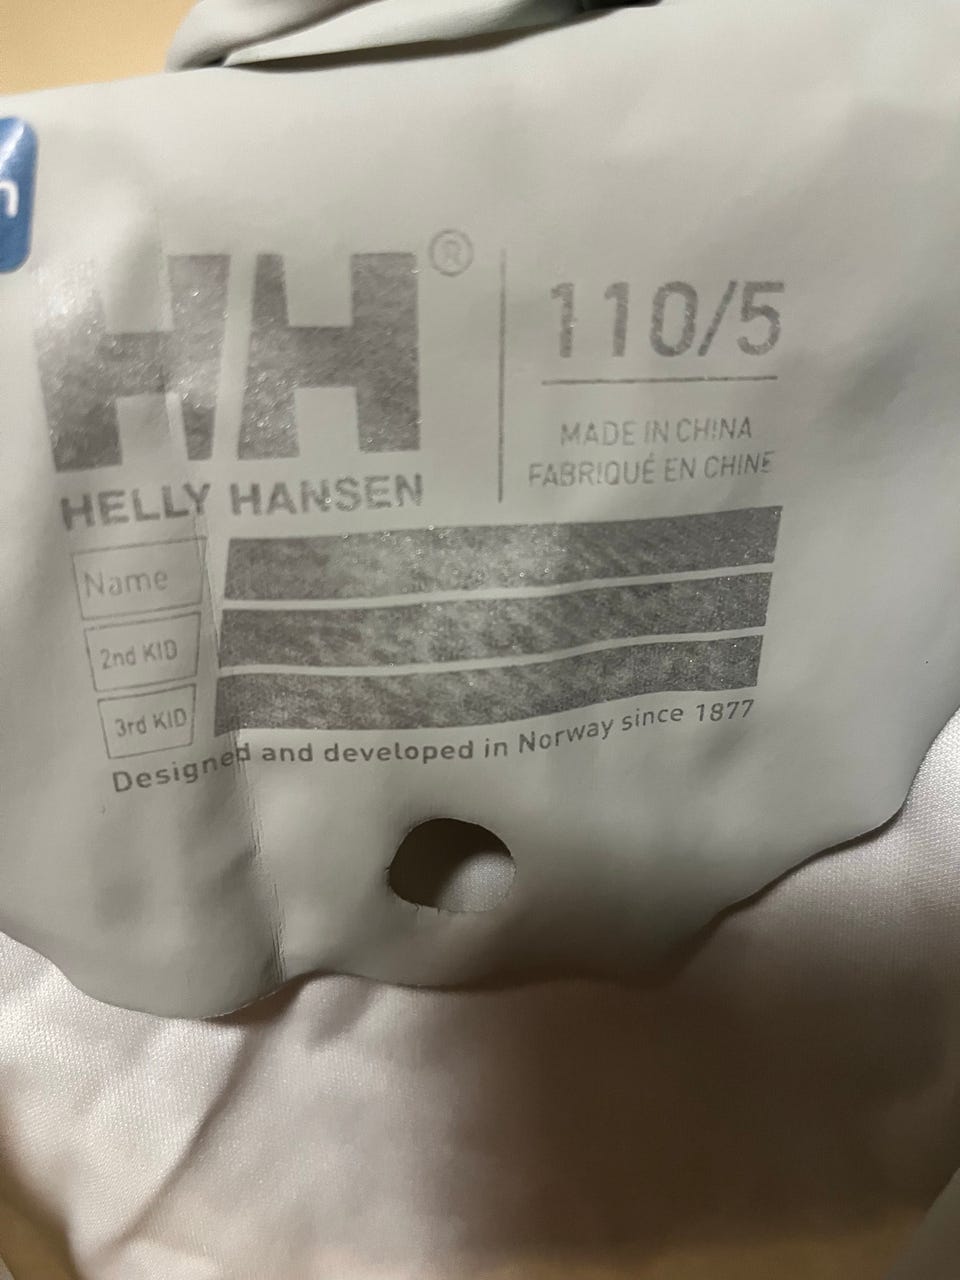 HH®
HELLY HANSEN
110/5
MADE IN CHINA
FABRIQUÉ EN CHINE
Name
2nd KID
3rd KID
Designed and developed in Norway since 1877